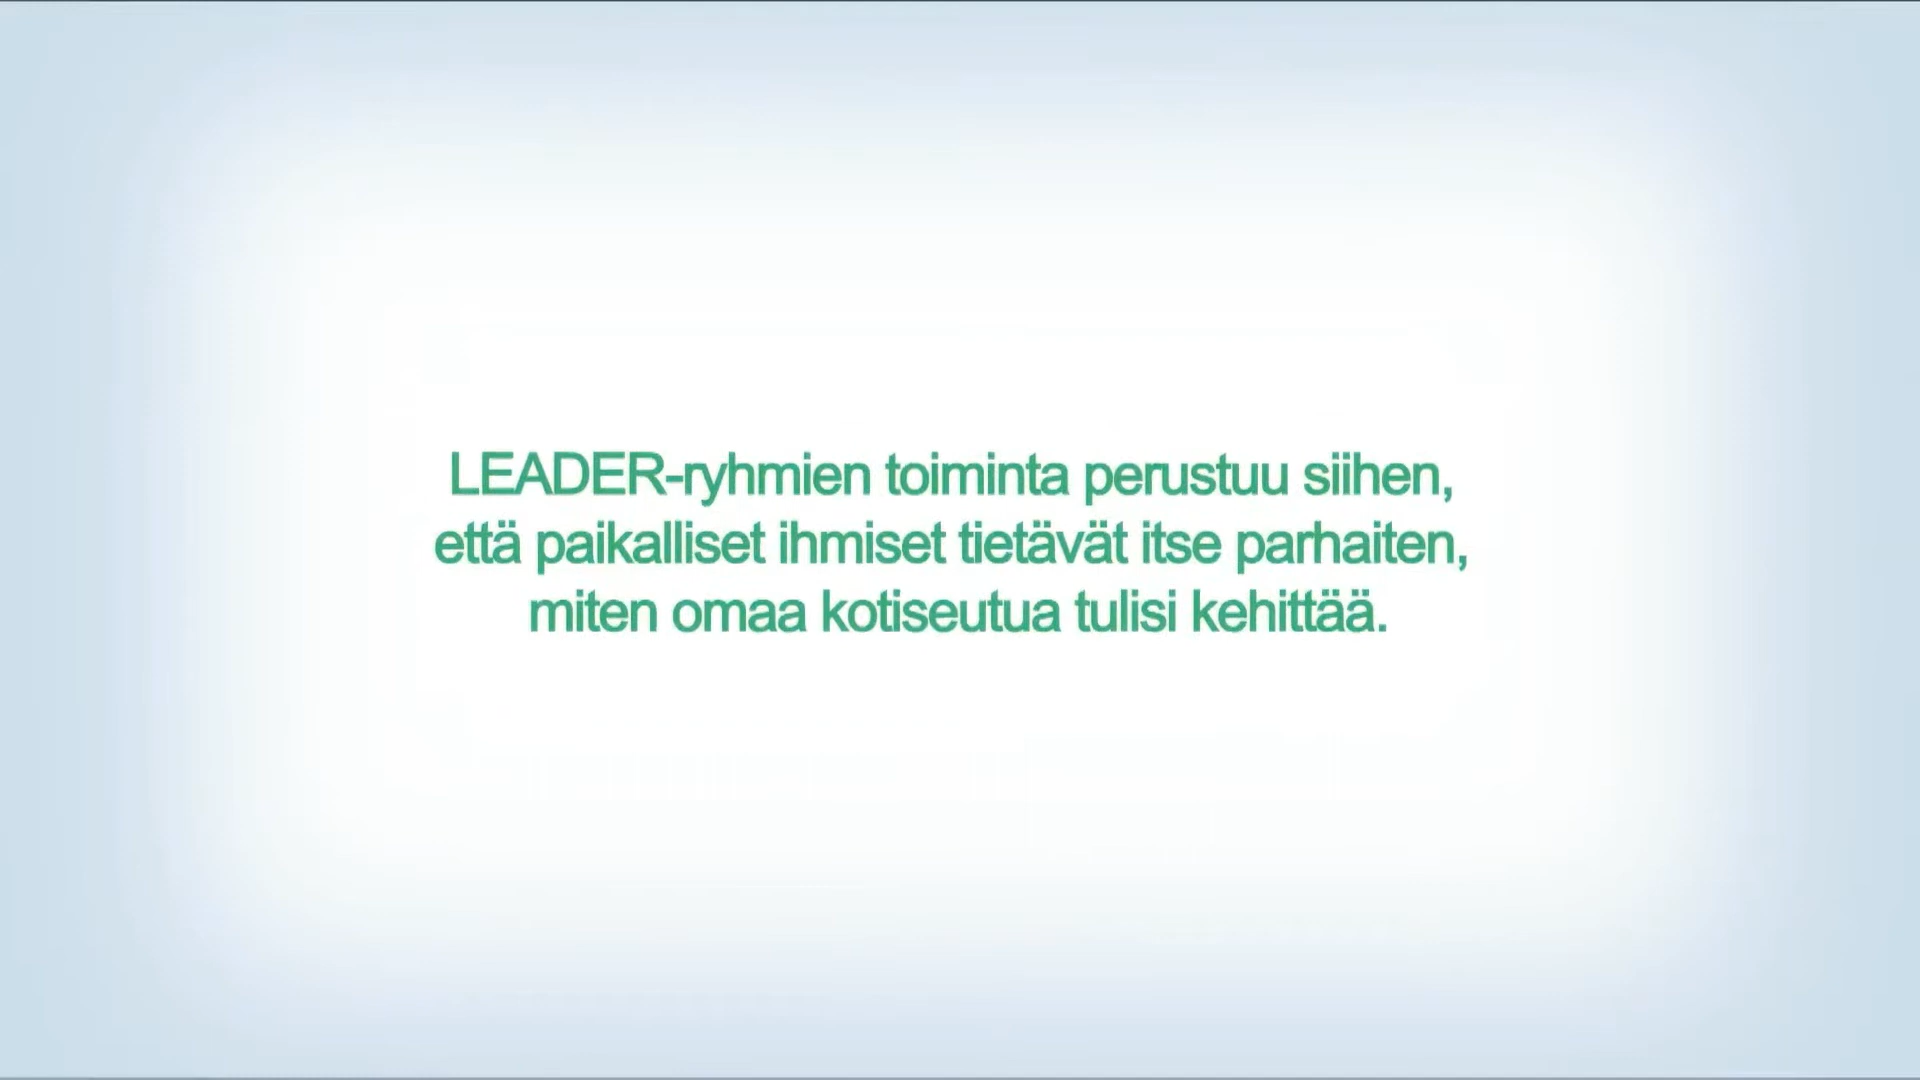 LEADER-ryhmien toiminta perustuu siihen,
että paikalliset ihmiset tietävät itse parhaiten,
miten omaa kotiseutua tulisi kehittää.